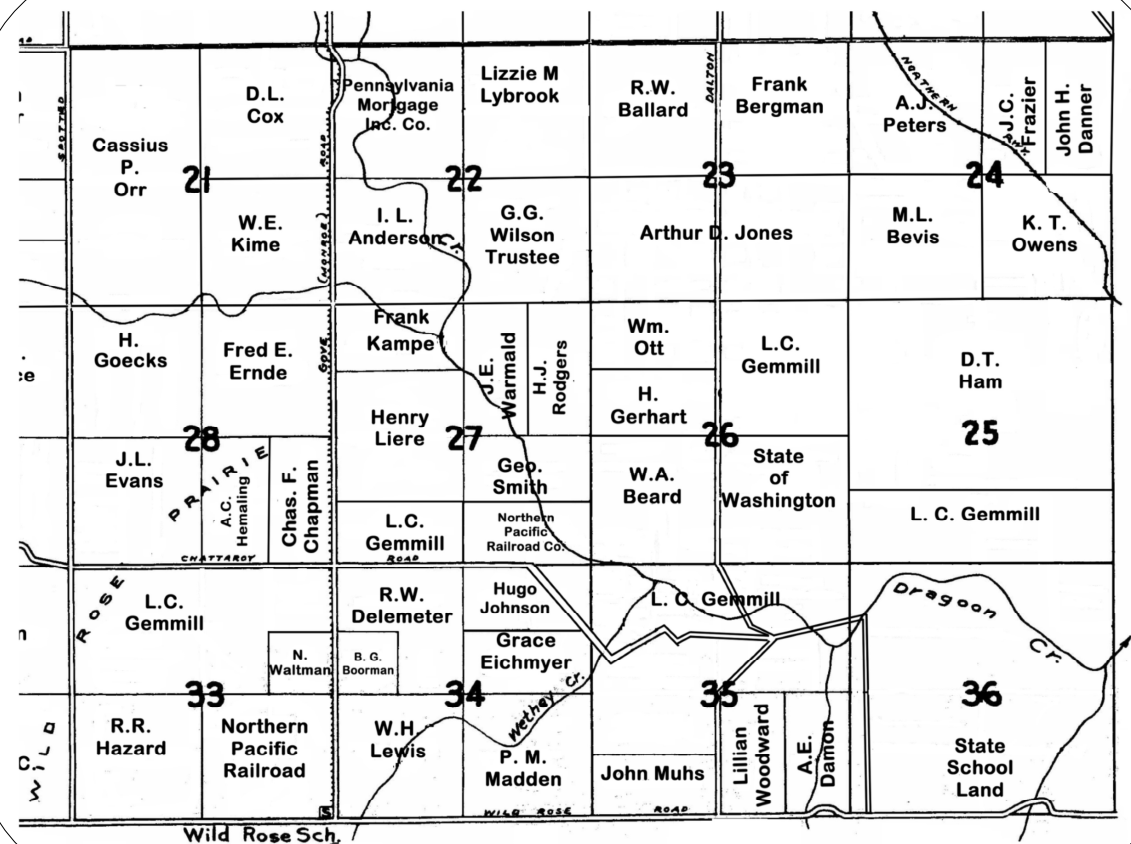 SPOTTED
Cassius
P.
Orr
21
D.L.
Cox
W.E.
Kime
ROAD
(MONROE)
GOVE
Pennsylvania
Mortgage
Inc. Co.
Lizzie M
Lybrook
22
I. L.
Anderson
Cr.
G.G.
Wilson
Trustee
R.W.
Ballard
DALTON
Frank
Bergman
23
Arthur D. Jones
NORTHERN
A.J.
Peters
J.C.
Frazier
John H.
Danner
24
M.L.
Bevis
K. T.
Owens
H.
Goecks
Fred E.
Ernde
28
J.L.
Evans
PRAIRIE
A.C.
Hemaling
Chas. F.
Chapman
CHATTAROY
ROAD
Frank
Kampe
J.E.
Warmald
H.J.
Rodgers
Henry
Liere
27
Geo.
Smith
L.C.
Gemmill
Northern
Pacific
Railroad Co.
Wm.
Ott
H.
Gerhart
L.C.
Gemmill
26
W.A.
Beard
State
of
Washington
D.T.
Ham
25
L. C. Gemmill
ROSE
L.C.
Gemmill
N.
Waltman
33
R.R.
Hazard
Northern
Pacific
Railroad
WILD
C.
S
R.W.
Delemeter
B. G.
Boorman
Hugo
Johnson
Grace
Eichmyer
34
W.H.
Lewis
Wethey Cr.
P. M.
Madden
WILD ROSE
ROAD
L. C. Gemmill
35
John Muhs
Lillian
Woodward
A.E.
Damon
Dragoon
Cr.
36
State
School
Land
Wild Rose Sch.